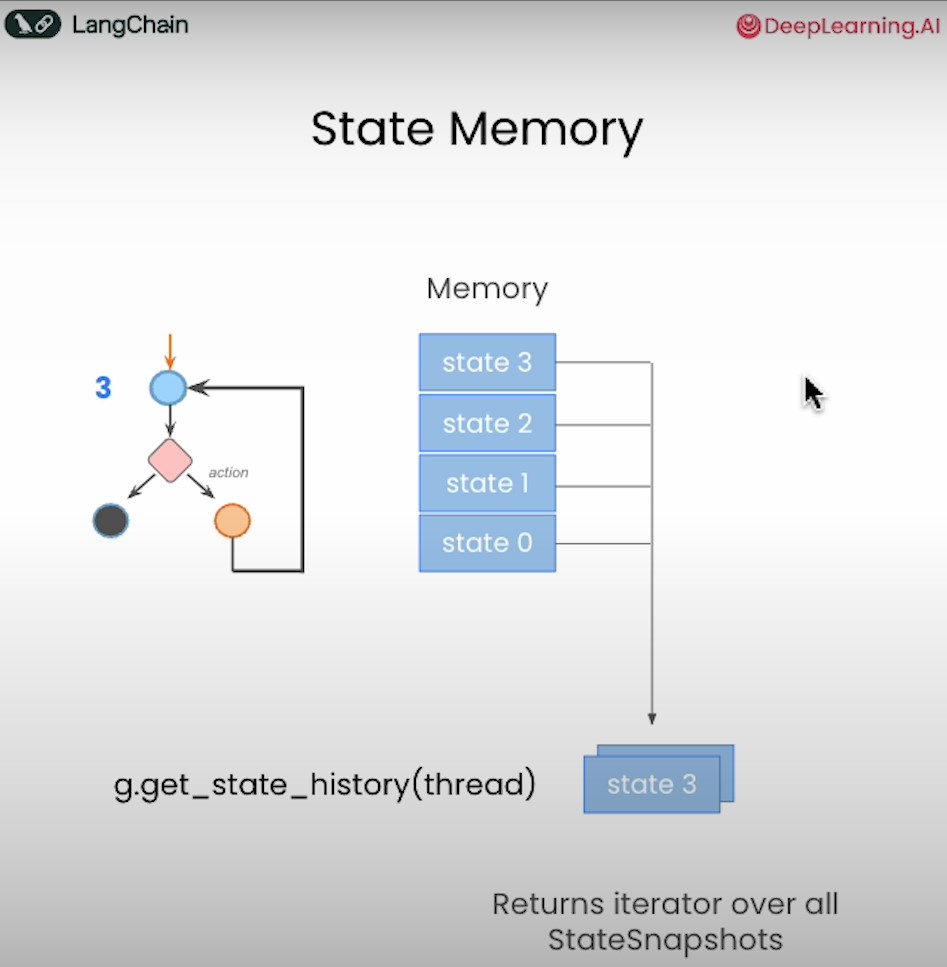 LangChain
DeepLearning.AI
State Memory
Memory
3
action
state 3
state 2
state 1
state 0
g.get_state_history(thread)
state 3
Returns iterator over all
StateSnapshots